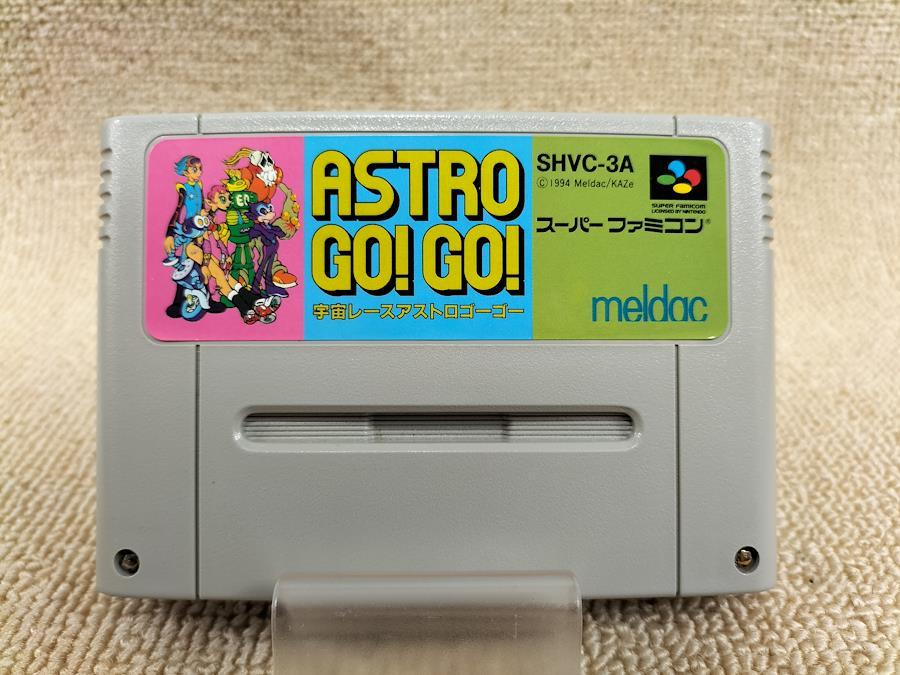 ASTRO
GO! GO!
宇宙レースアストロゴーゴー
SHVC-3A
©1994 Meldac/KAZe
SUPER FAMICOM
LICENSED BY NINTENDO
スーパーファミコン®
meldac